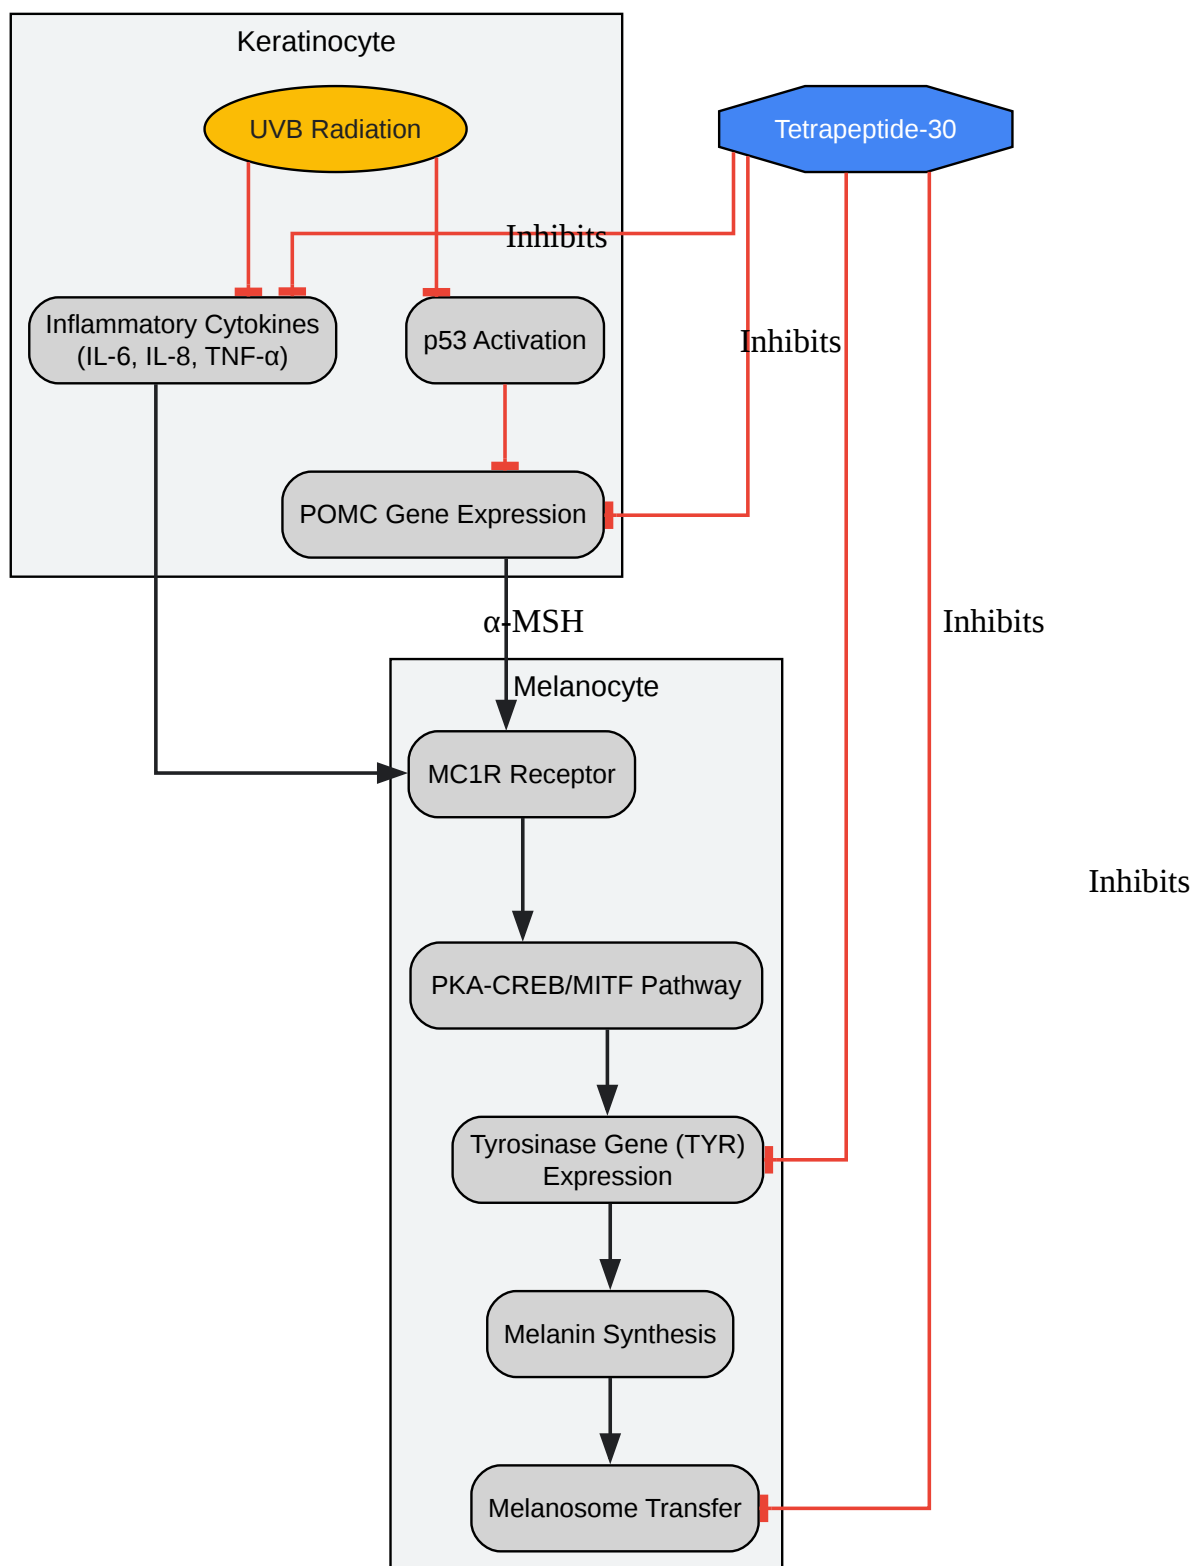 Keratinocyte
UVB Radiation
Tetrapeptide-30
Inhibits
Inflammatory Cytokines
(IL-6, IL-8, TNF-α)
p53 Activation
Inhibits
POMC Gene Expression
α-MSH
Inhibits
Melanocyte
MC1R Receptor
Inhibits
PKA-CREB/MITF Pathway
Tyrosinase Gene (TYR)
Expression
Melanin Synthesis
Melanosome Transfer